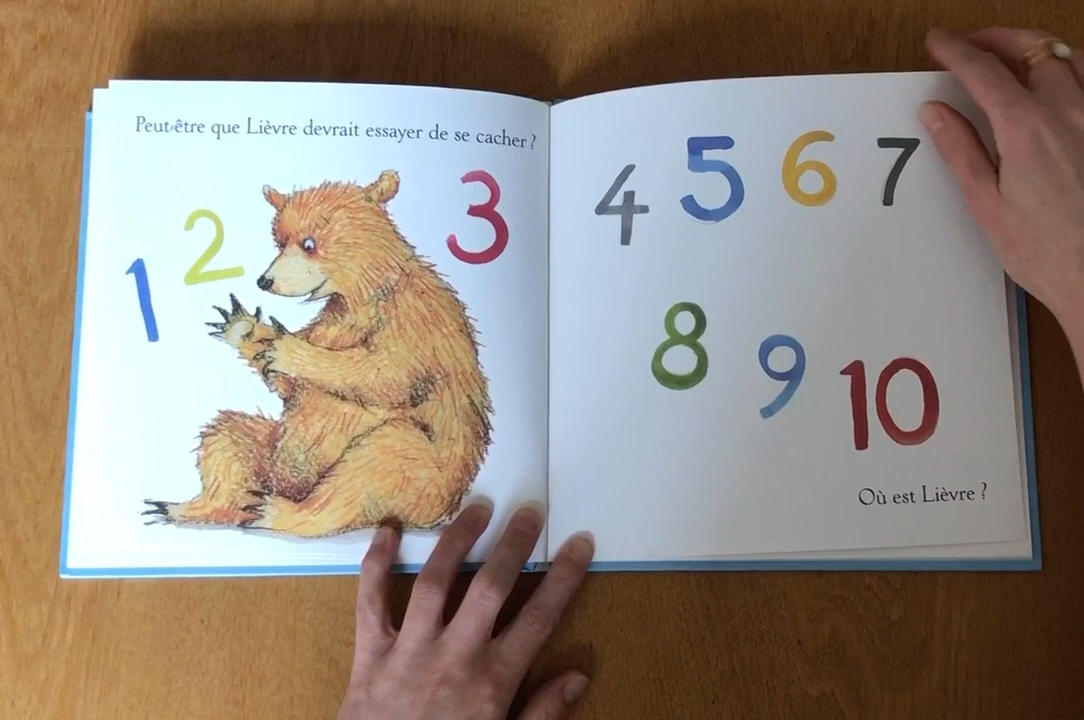 Peut-être que Lièvre devrait essayer de se cacher ?
1 2 3
4 5 6 7
8 9 10
Où est Lièvre ?